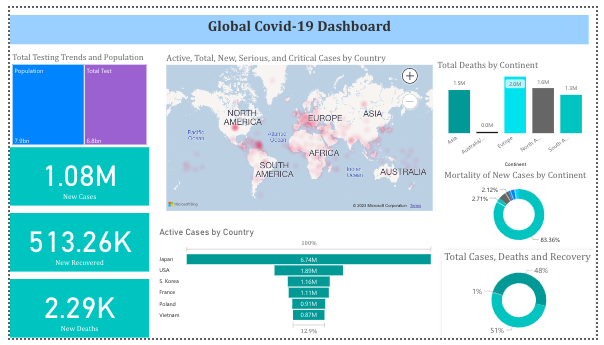 Global Covid-19 Dashboard
Total Testing Trends and Population
Population
Total Test
7.9bn
6.8bn
1.08M
New Cases
513.26K
New Recovered
2.29K
New Deaths
Active, Total, New, Serious, and Critical Cases by Country
NORTH
AMERICA
EUROPE
ASIA
Pacific
Ocean
Atlantic
Ocean
AFRICA
SOUTH
AMERICA
Indian
Ocean
AUSTRALIA
Microsoft Bing
© 2023 Microsoft Corporation Terms
Active Cases by Country
100%
Japan 6.74M
USA 1.89M
S. Korea 1.16M
France 1.11M
Poland 0.91M
Vietnam 0.87M
12.9%
Total Deaths by Continent
1.9M
0.0M
2.0M
1.6M
1.3M
Asia
Australia/...
Europe
North A...
South A...
Continent
Mortality of New Cases by Continent
2.12%
2.71%
83.36%
Total Cases, Deaths and Recovery
48%
1%
51%